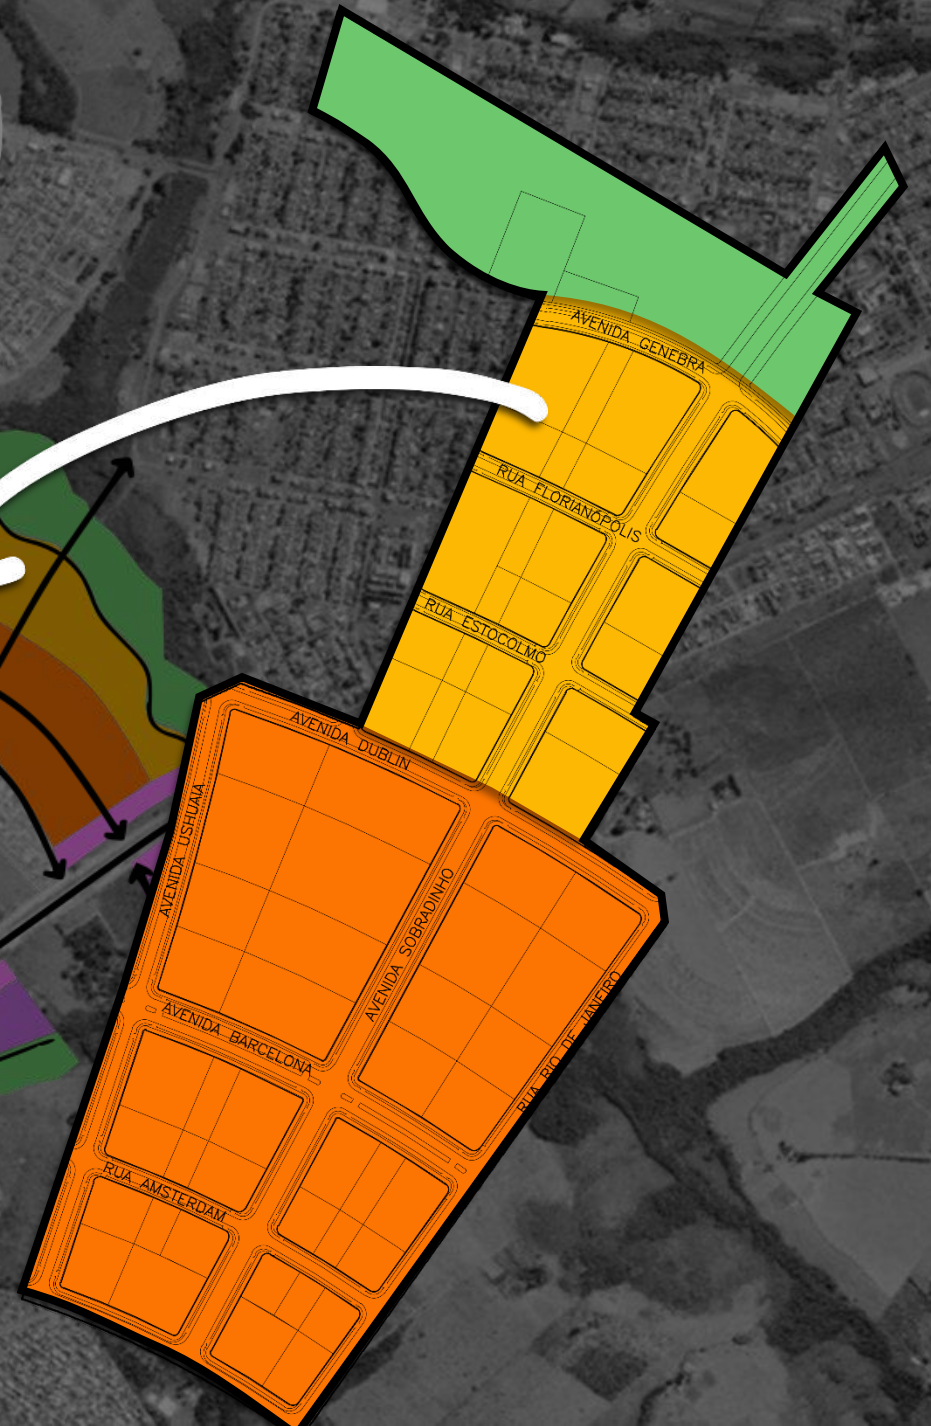 AVENIDA GENEBRA
RUA FLORIANÓPOLIS
RUA ESTOCOLMO
AVENIDA DUBLIN
AVENIDA USHUAIA
AVENIDA SOBRADINHO
RUA RIO DE JANEIRO
AVENIDA BARCELONA
RUA AMSTERDAM